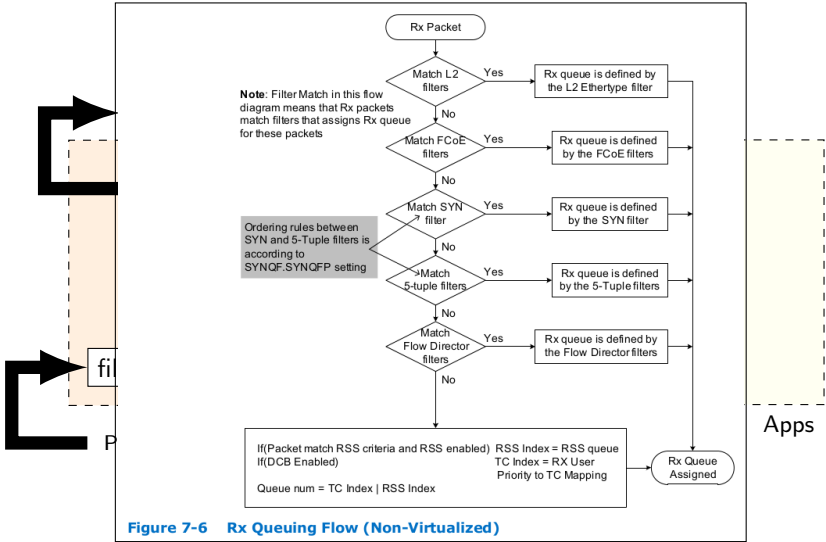 Rx Packet
Match L2
filters
Yes
Rx queue is defined by
the L2 Ethertype filter
Note: Filter Match in this flow
diagram means that Rx packets
match filters that assigns Rx queue
for these packets
No
Match FCoE
filters
Yes
Rx queue is defined
by the FCoE filters
No
Match SYN
filter
Yes
Rx queue is defined
by the SYN filter
Ordering rules between
SYN and 5-Tuple filters is
according to
SYNQF.SYNQFP setting
No
Match
5-tuple filters
Yes
Rx queue is defined
by the 5-Tuple filters
No
Match
Flow Director
filters
Yes
Rx queue is defined by
the Flow Director filters
No
fil
P
Apps
If(Packet match RSS criteria and RSS enabled) RSS Index = RSS queue
If(DCB Enabled) TC Index = RX User
Priority to TC Mapping
Queue num = TC Index | RSS Index
Rx Queue
Assigned
Figure 7-6 Rx Queuing Flow (Non-Virtualized)